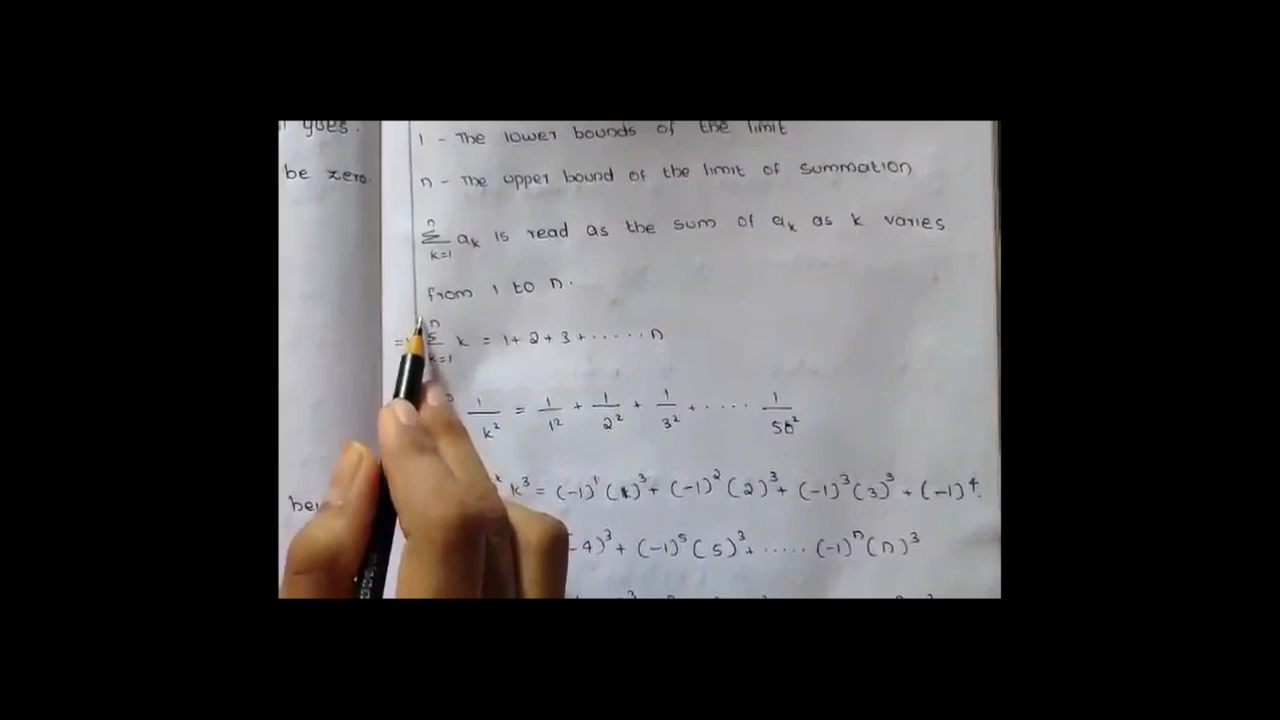 be zero.
1 - The lower bounds of the limit
n - The upper bound of the limit of summation
n
Σ aₖ is read as the sum of aₖ as k varies
k=1
from 1 to n.
n
Σ k = 1+ 2 + 3 + ...... n
k=1
1/k² = 1/1² + 1/2² + 1/3² + ..... 1/50²
k³ = (-1)¹ (1)³ + (-1)² (2)³ + (-1)³ (3)³ + (-1)⁴
4)³ + (-1)⁵ (5)³ + ..... (-1)ⁿ (n)³